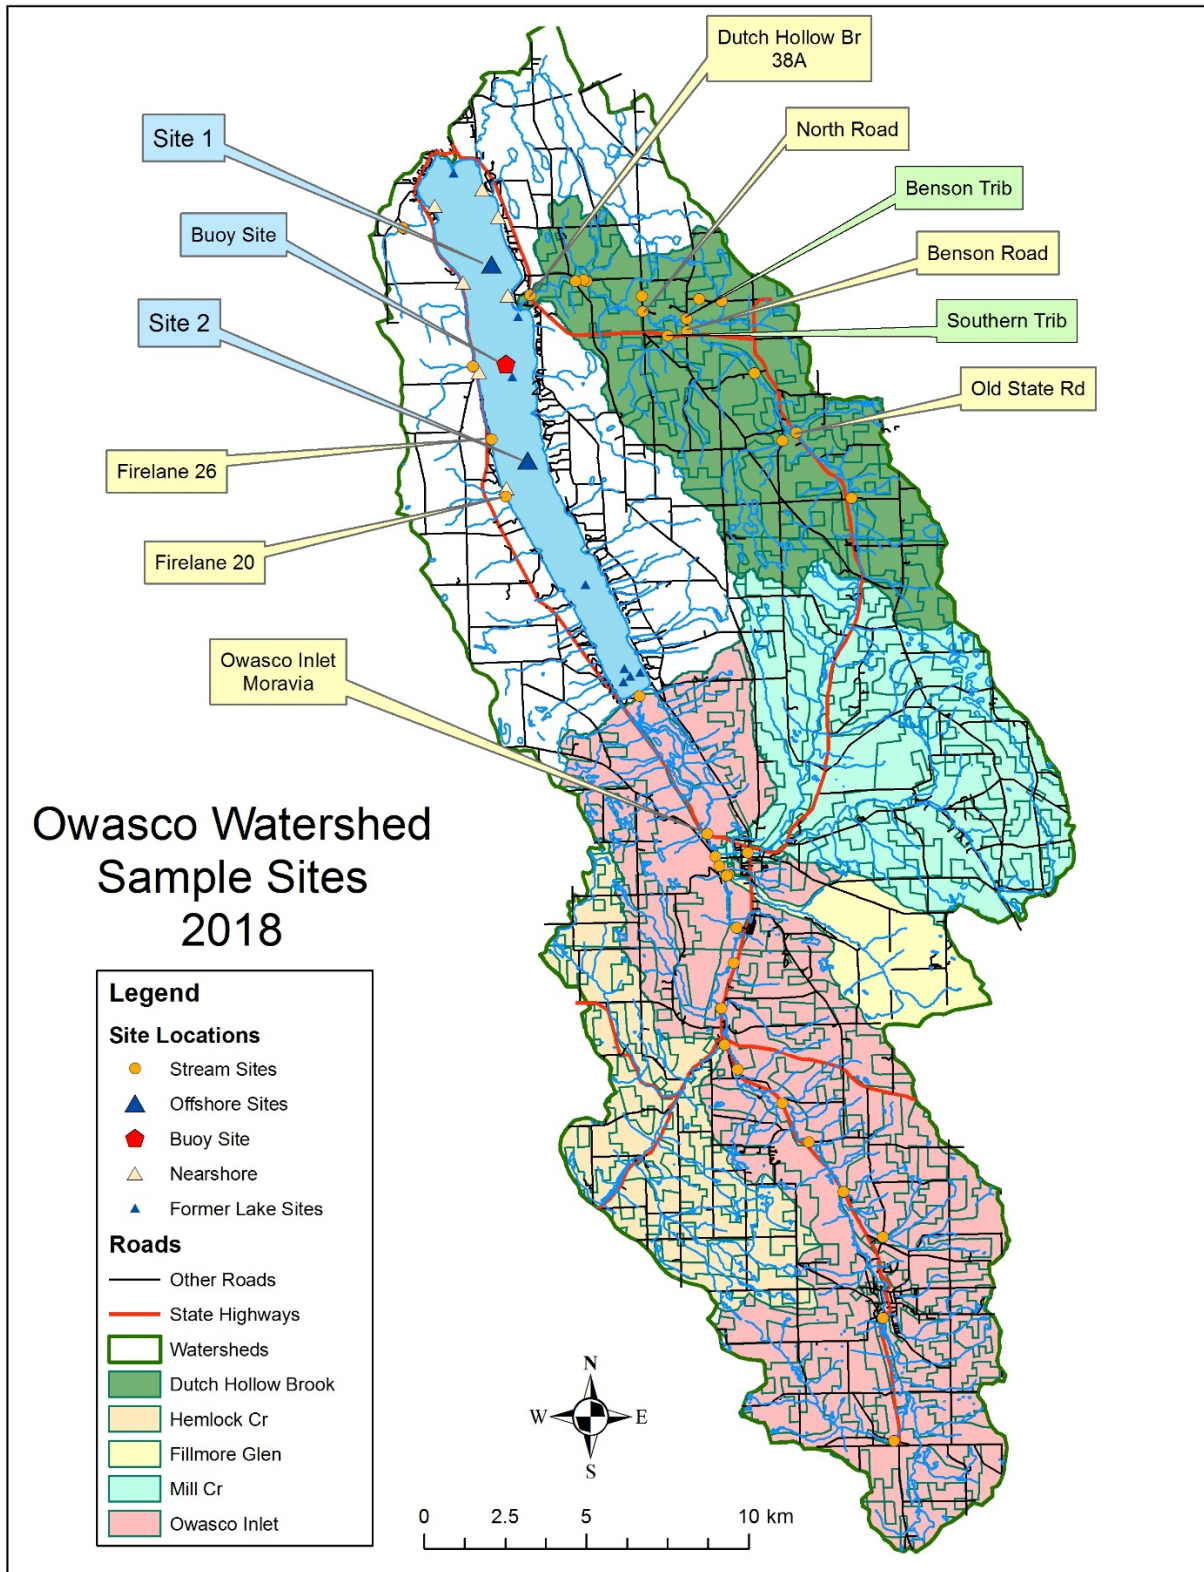 Dutch Hollow Br
38A
Site 1
North Road
Benson Trib
Buoy Site
Benson Road
Site 2
Southern Trib
Old State Rd
Firelane 26
Firelane 20
Owasco Inlet
Moravia
Owasco Watershed
Sample Sites
2018
Legend
Site Locations
Stream Sites
Offshore Sites
Buoy Site
Nearshore
Former Lake Sites
Roads
Other Roads
State Highways
Watersheds
Dutch Hollow Brook
Hemlock Cr
Fillmore Glen
Mill Cr
Owasco Inlet
N
W E
S
0 2.5 5 10 km